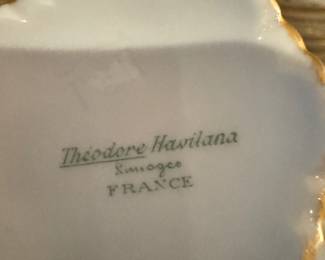 Théodore Haviland
Limoges
FRANCE